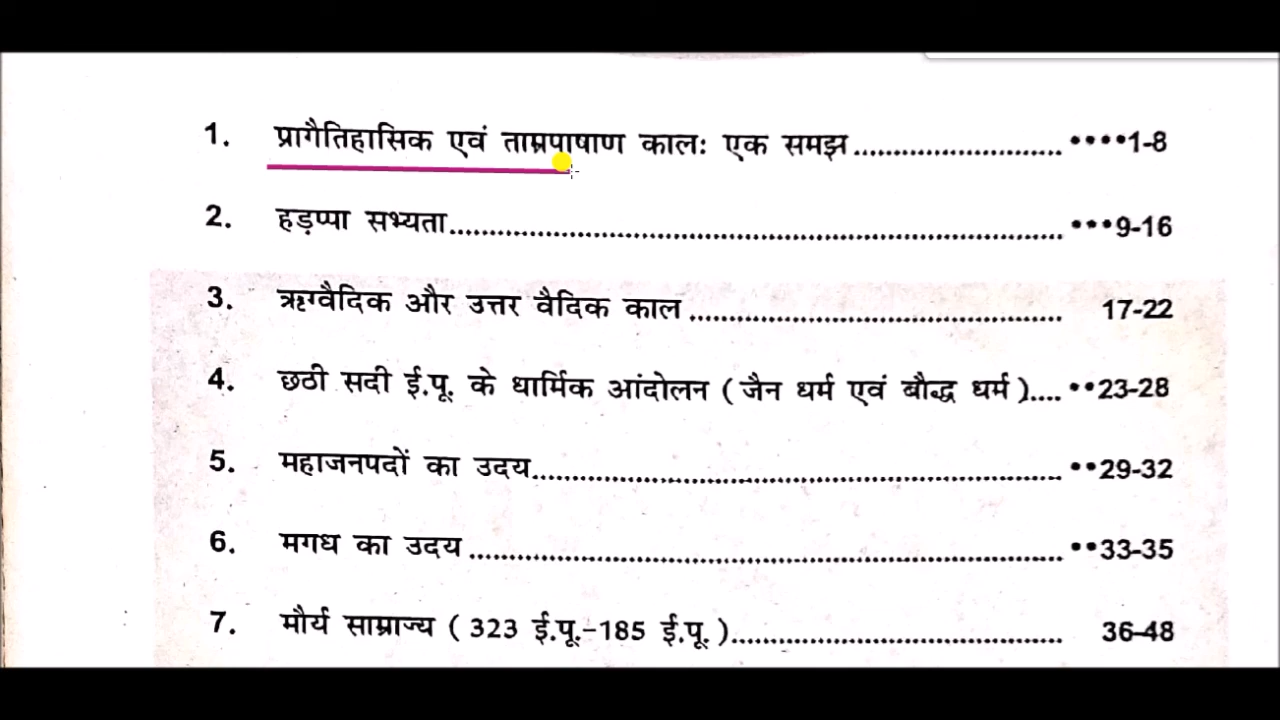 1. प्रागैतिहासिक एवं ताम्रपाषाण कालः एक समझ.......................••••1-8
2. हड़प्पा सभ्यता.....................................................................•••9-16
3. ऋग्वैदिक और उत्तर वैदिक काल.......................................... 17-22
4. छठी सदी ई.पू. के धार्मिक आंदोलन ( जैन धर्म एवं बौद्ध धर्म )....••23-28
5. महाजनपदों का उदय...........................................................••29-32
6. मगध का उदय...................................................................••33-35
7. मौर्य साम्राज्य ( 323 ई.पू.-185 ई.पू. ).................................... 36-48